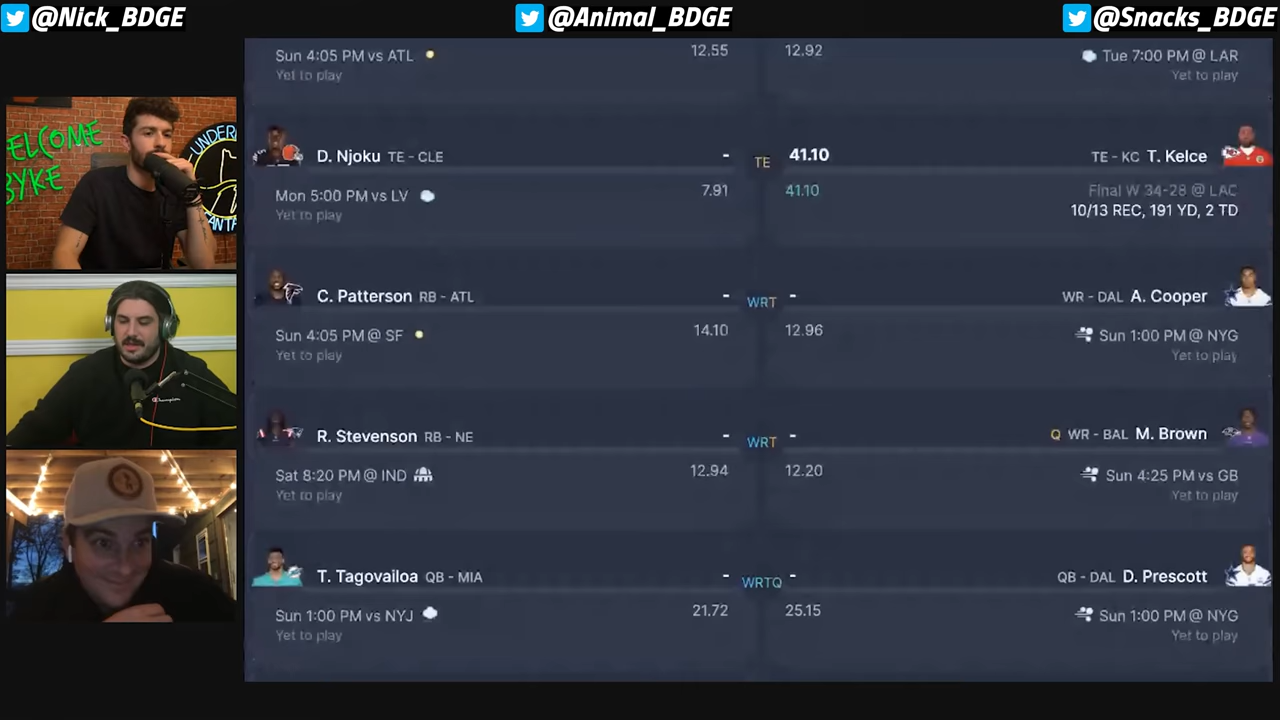 @Nick_BDGE
@Animal_BDGE
@Snacks_BDGE
Sun 4:05 PM vs ATL
12.55
12.92
Tue 7:00 PM @ LAR
Yet to play
Yet to play
D. Njoku TE - CLE
-
TE
41.10
TE - KC T. Kelce
Mon 5:00 PM vs LV
7.91
41.10
Final W 34-28 @ LAC
Yet to play
10/13 REC, 191 YD, 2 TD
C. Patterson RB - ATL
-
WRT
-
WR - DAL A. Cooper
Sun 4:05 PM @ SF
14.10
12.96
Sun 1:00 PM @ NYG
Yet to play
Yet to play
R. Stevenson RB - NE
-
WRT
-
Q WR - BAL M. Brown
Sat 8:20 PM @ IND
12.94
12.20
Sun 4:25 PM vs GB
Yet to play
Yet to play
T. Tagovailoa QB - MIA
-
WRTQ
-
QB - DAL D. Prescott
Sun 1:00 PM vs NYJ
21.72
25.15
Sun 1:00 PM @ NYG
Yet to play
Yet to play
ELCOME
BYKE
UNDER
Champion